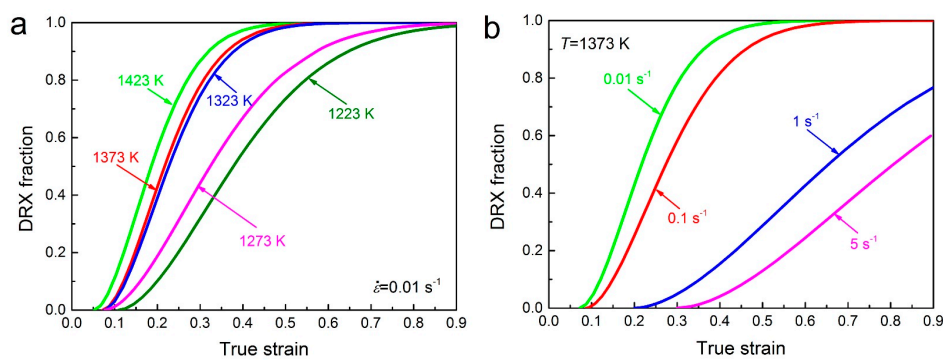 a
1.0
0.8
0.6
0.4
0.2
0.0
DRX fraction
1423 K
1373 K
1323 K
1223 K
1273 K
ε̇=0.01 s⁻¹
0.0 0.1 0.2 0.3 0.4 0.5 0.6 0.7 0.8 0.9
True strain
b
1.0
0.8
0.6
0.4
0.2
0.0
DRX fraction
T=1373 K
0.01 s⁻¹
0.1 s⁻¹
1 s⁻¹
5 s⁻¹
0.0 0.1 0.2 0.3 0.4 0.5 0.6 0.7 0.8 0.9
True strain